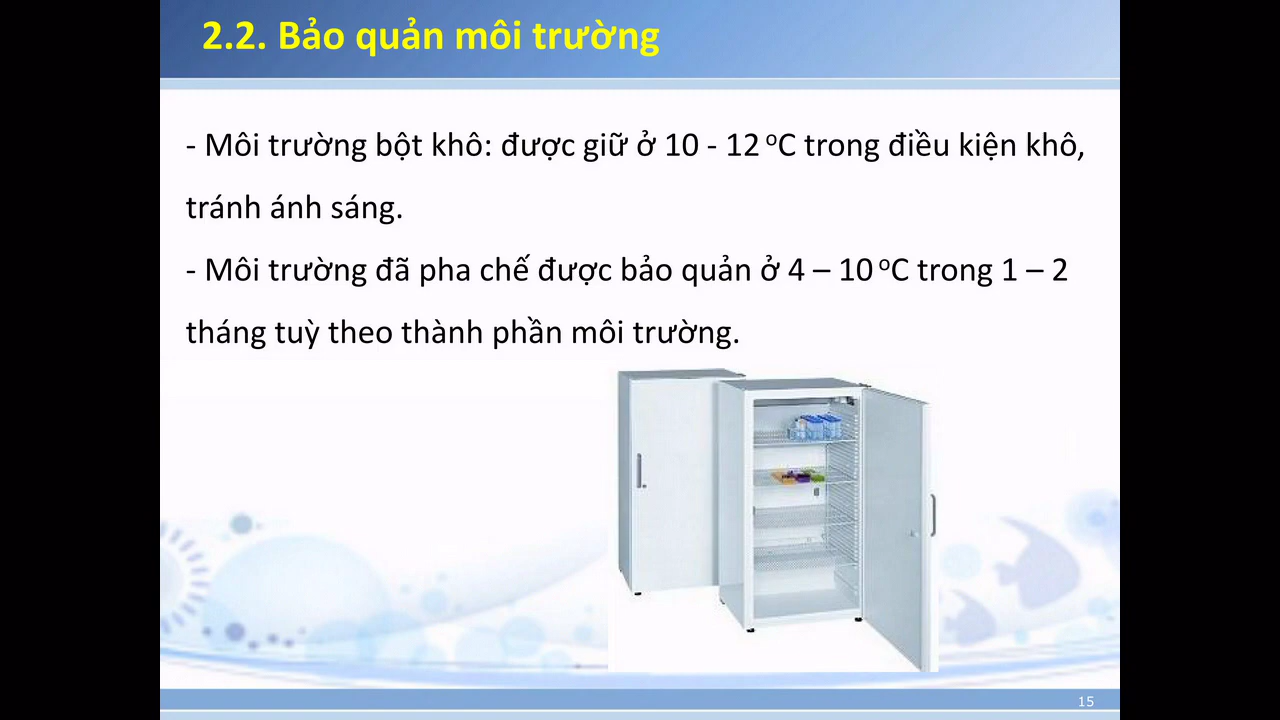 2.2. Bảo quản môi trường
- Môi trường bột khô: được giữ ở 10 - 12 ºC trong điều kiện khô,
tránh ánh sáng.
- Môi trường đã pha chế được bảo quản ở 4 – 10 ºC trong 1 – 2
tháng tuỳ theo thành phần môi trường.
15